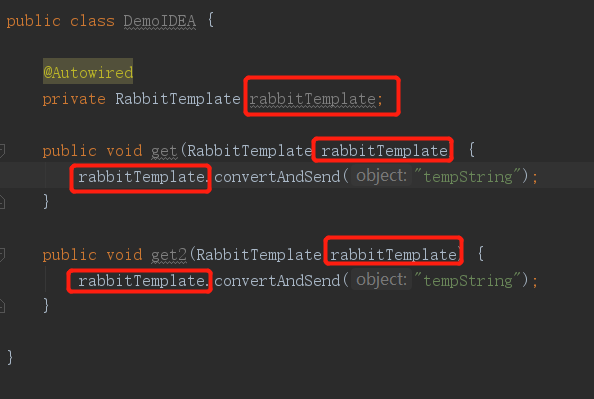 public class DemoIDEA {
@Autowired
private RabbitTemplate rabbitTemplate;
public void get(RabbitTemplate rabbitTemplate) {
rabbitTemplate.convertAndSend( object: "tempString");
}
public void get2(RabbitTemplate rabbitTemplate) {
rabbitTemplate.convertAndSend( object: "tempString");
}
}